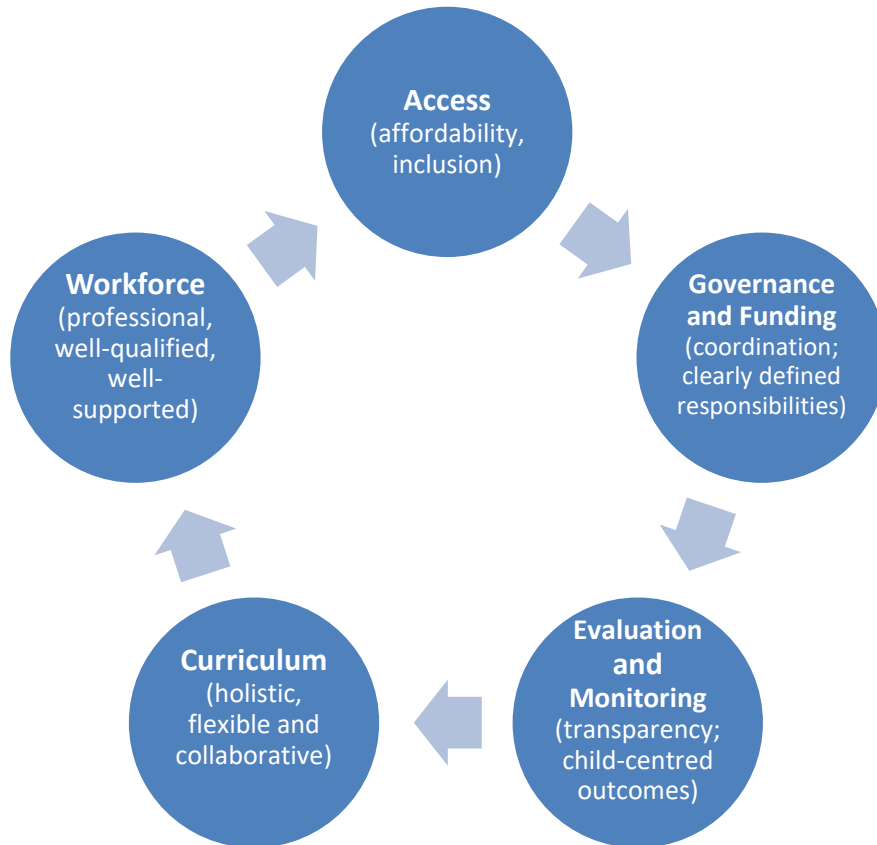 Access
(affordability,
inclusion)
Governance
and Funding
(coordination;
clearly defined
responsibilities)
Evaluation
and
Monitoring
(transparency;
child-centred
outcomes)
Curriculum
(holistic,
flexible and
collaborative)
Workforce
(professional,
well-qualified,
well-
supported)